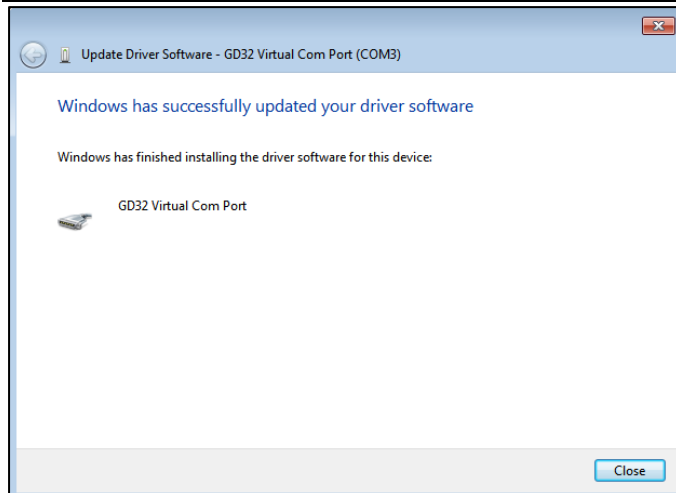 Update Driver Software - GD32 Virtual Com Port (COM3)
Windows has successfully updated your driver software
Windows has finished installing the driver software for this device:
GD32 Virtual Com Port
Close